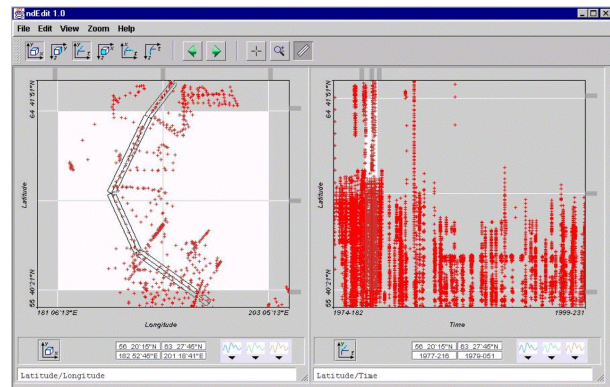 ndEdit 1.0
File Edit View Zoom Help
64 41'51"N
Latitude
55 40'21"N
181 06'13"E
203 05'13"E
Longitude
56 20'15"N 63 27'46"N
182 52'46"E 201 18'41"E
Latitude/Longitude
64 41'51"N
Latitude
55 40'21"N
1974-182
1999-231
Time
56 20'15"N 63 27'46"N
1977-216 1979-051
Latitude/Time